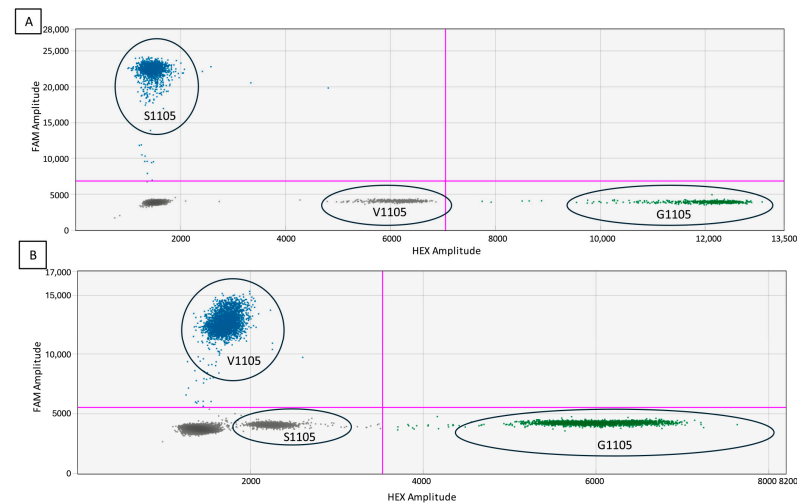 A
28,000
25,000
20,000
15,000
10,000
5000
0
FAM Amplitude
S1105
V1105
G1105
2000 4000 6000 8000 10,000 12,000 13,500
HEX Amplitude
B
17,000
15,000
10,000
5000
0
FAM Amplitude
V1105
S1105
G1105
2000 4000 6000 8000 8200
HEX Amplitude